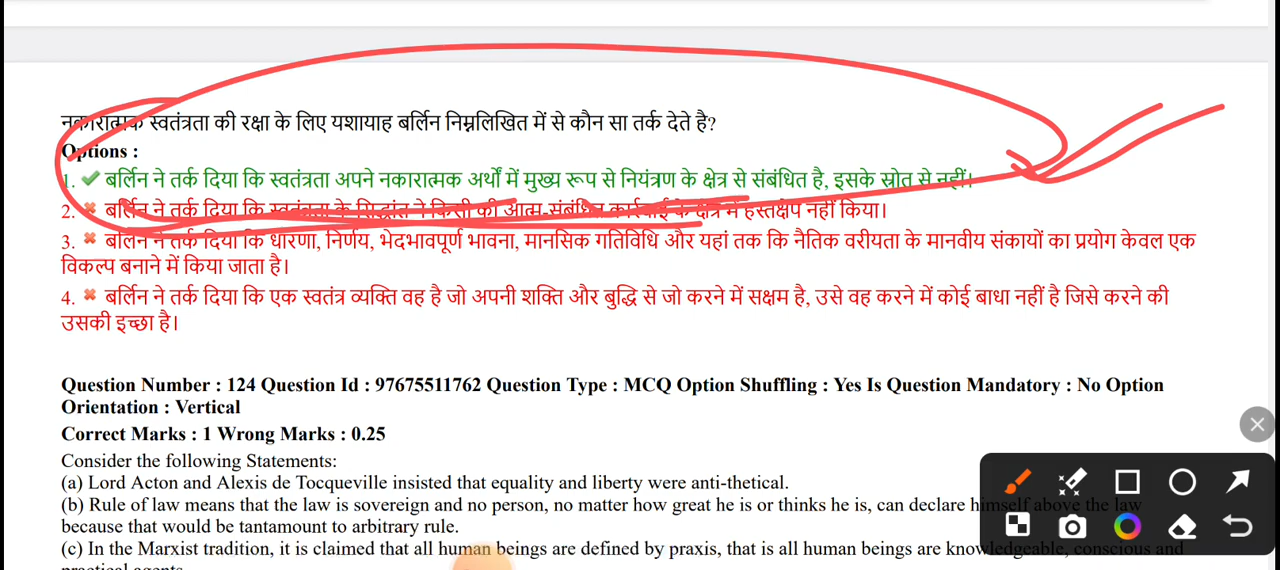 नकारात्मक स्वतंत्रता की रक्षा के लिए यशायाह बर्लिन निम्नलिखित में से कौन सा तर्क देते है?
Options :
1. बर्लिन ने तर्क दिया कि स्वतंत्रता अपने नकारात्मक अर्थों में मुख्य रूप से नियंत्रण के क्षेत्र से संबंधित है, इसके स्रोत से नहीं।
2. बर्लिन ने तर्क दिया कि स्वतंत्रता के सिद्धांत ने किसी की आत्म-संबंधित कार्रवाई के क्षेत्र में हस्तक्षेप नहीं किया।
3. बर्लिन ने तर्क दिया कि धारणा, निर्णय, भेदभावपूर्ण भावना, मानसिक गतिविधि और यहां तक कि नैतिक वरीयता के मानवीय संकायों का प्रयोग केवल एक
विकल्प बनाने में किया जाता है।
4. बर्लिन ने तर्क दिया कि एक स्वतंत्र व्यक्ति वह है जो अपनी शक्ति और बुद्धि से जो करने में सक्षम है, उसे वह करने में कोई बाधा नहीं है जिसे करने की
उसकी इच्छा है।
Question Number : 124 Question Id : 97675511762 Question Type : MCQ Option Shuffling : Yes Is Question Mandatory : No Option
Orientation : Vertical
Correct Marks : 1 Wrong Marks : 0.25
Consider the following Statements:
(a) Lord Acton and Alexis de Tocqueville insisted that equality and liberty were anti-thetical.
(b) Rule of law means that the law is sovereign and no person, no matter how great he is or thinks he is, can declare himself above the law
because that would be tantamount to arbitrary rule.
(c) In the Marxist tradition, it is claimed that all human beings are defined by praxis, that is all human beings are knowledgeable, conscious and
practical agents.